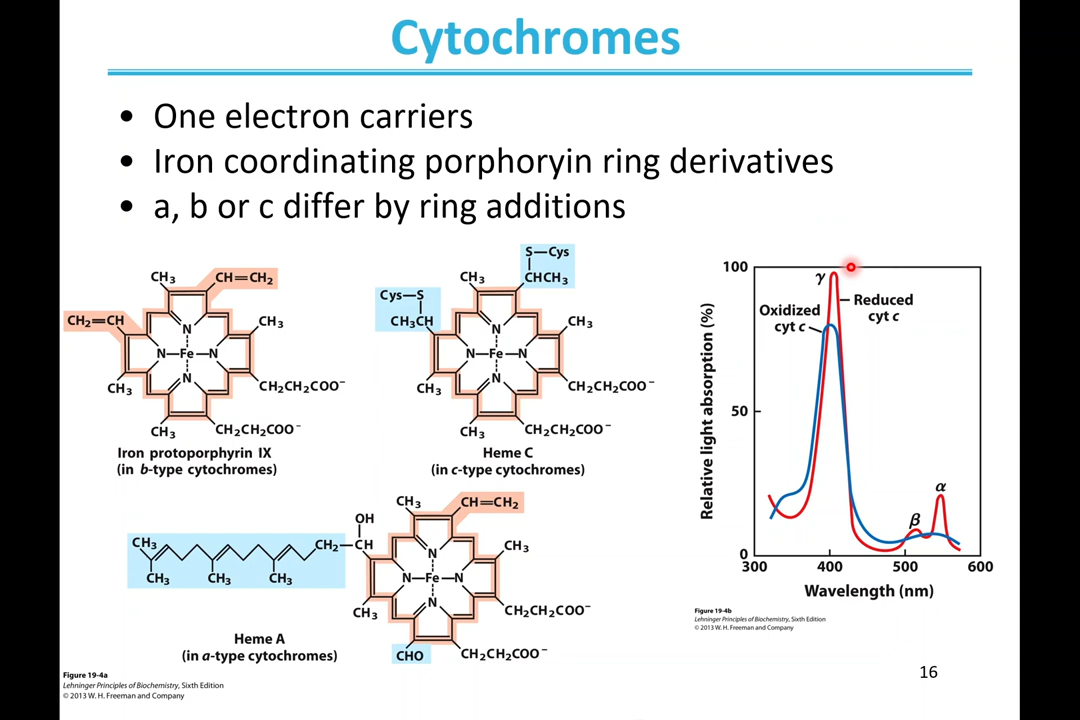 Cytochromes
• One electron carriers
• Iron coordinating porphoryin ring derivatives
• a, b or c differ by ring additions
CH₃
CH=CH₂
CH₂=CH
CH₃
N
N—Fe—N
N
CH₃
CH₂CH₂COO⁻
CH₃
CH₂CH₂COO⁻
Iron protoporphyrin IX
(in b-type cytochromes)
S—Cys
CH₃
CHCH₃
Cys—S
CH₃CH
CH₃
N
N—Fe—N
N
CH₃
CH₂CH₂COO⁻
CH₃
CH₂CH₂COO⁻
Heme C
(in c-type cytochromes)
CH₃
CH=CH₂
OH
CH₃
CH₂—CH
CH₃
N
CH₃
CH₃
CH₃
N—Fe—N
N
CH₃
CH₂CH₂COO⁻
CHO
CH₂CH₂COO⁻
Heme A
(in a-type cytochromes)
Figure 19-4a
Lehninger Principles of Biochemistry, Sixth Edition
© 2013 W. H. Freeman and Company
Relative light absorption (%)
100
50
0
γ
Oxidized
cyt c
Reduced
cyt c
β
α
300
400
500
600
Wavelength (nm)
Figure 19-4b
Lehninger Principles of Biochemistry, Sixth Edition
© 2013 W. H. Freeman and Company
16